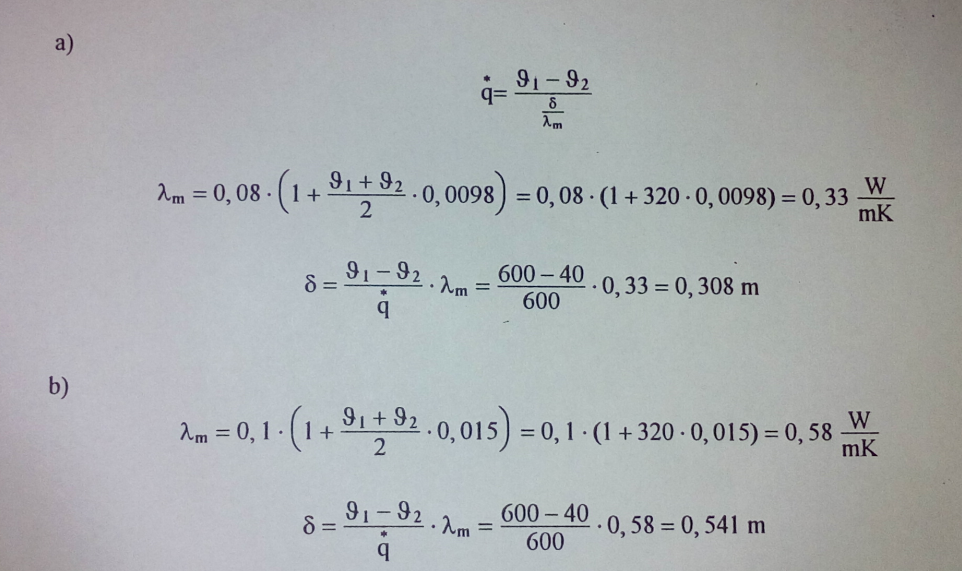 a)
q̇ = (ϑ₁ − ϑ₂) / (δ / λₘ)
λₘ = 0,08 · (1 + (ϑ₁ + ϑ₂)/2 · 0,0098) = 0,08 · (1 + 320 · 0,0098) = 0,33 W/mK
δ = (ϑ₁ − ϑ₂)/q̇ · λₘ = (600 − 40)/600 · 0,33 = 0,308 m
b)
λₘ = 0,1 · (1 + (ϑ₁ + ϑ₂)/2 · 0,015) = 0,1 · (1 + 320 · 0,015) = 0,58 W/mK
δ = (ϑ₁ − ϑ₂)/q̇ · λₘ = (600 − 40)/600 · 0,58 = 0,541 m